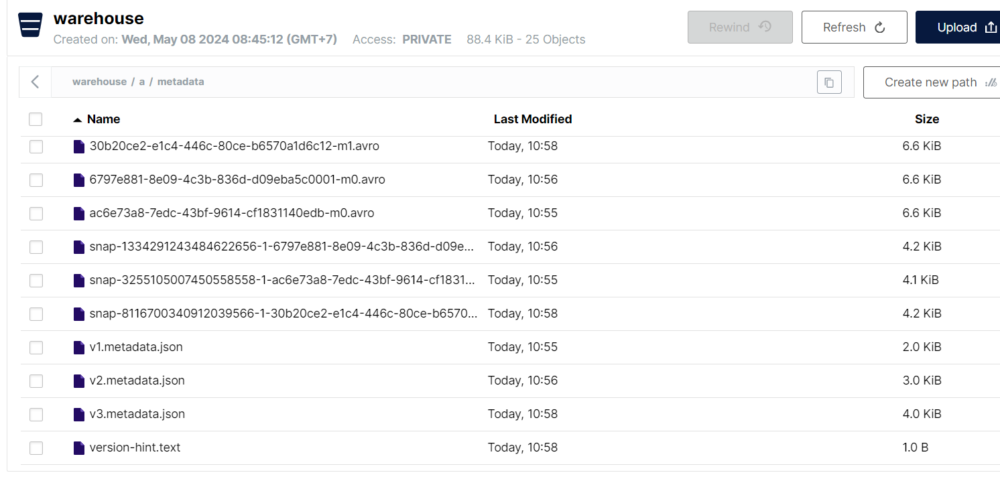 warehouse
Created on: Wed, May 08 2024 08:45:12 (GMT+7) Access: PRIVATE 88.4 KiB - 25 Objects
Rewind Refresh Upload
warehouse / a / metadata
Create new path
Name Last Modified Size
30b20ce2-e1c4-446c-80ce-b6570a1d6c12-m1.avro Today, 10:58 6.6 KiB
6797e881-8e09-4c3b-836d-d09eba5c0001-m0.avro Today, 10:56 6.6 KiB
ac6e73a8-7edc-43bf-9614-cf1831140edb-m0.avro Today, 10:55 6.6 KiB
snap-1334291243484622656-1-6797e881-8e09-4c3b-836d-d09e... Today, 10:56 4.2 KiB
snap-3255105007450558558-1-ac6e73a8-7edc-43bf-9614-cf1831... Today, 10:55 4.1 KiB
snap-8116700340912039566-1-30b20ce2-e1c4-446c-80ce-b6570... Today, 10:58 4.2 KiB
v1.metadata.json Today, 10:55 2.0 KiB
v2.metadata.json Today, 10:56 3.0 KiB
v3.metadata.json Today, 10:58 4.0 KiB
version-hint.text Today, 10:58 1.0 B